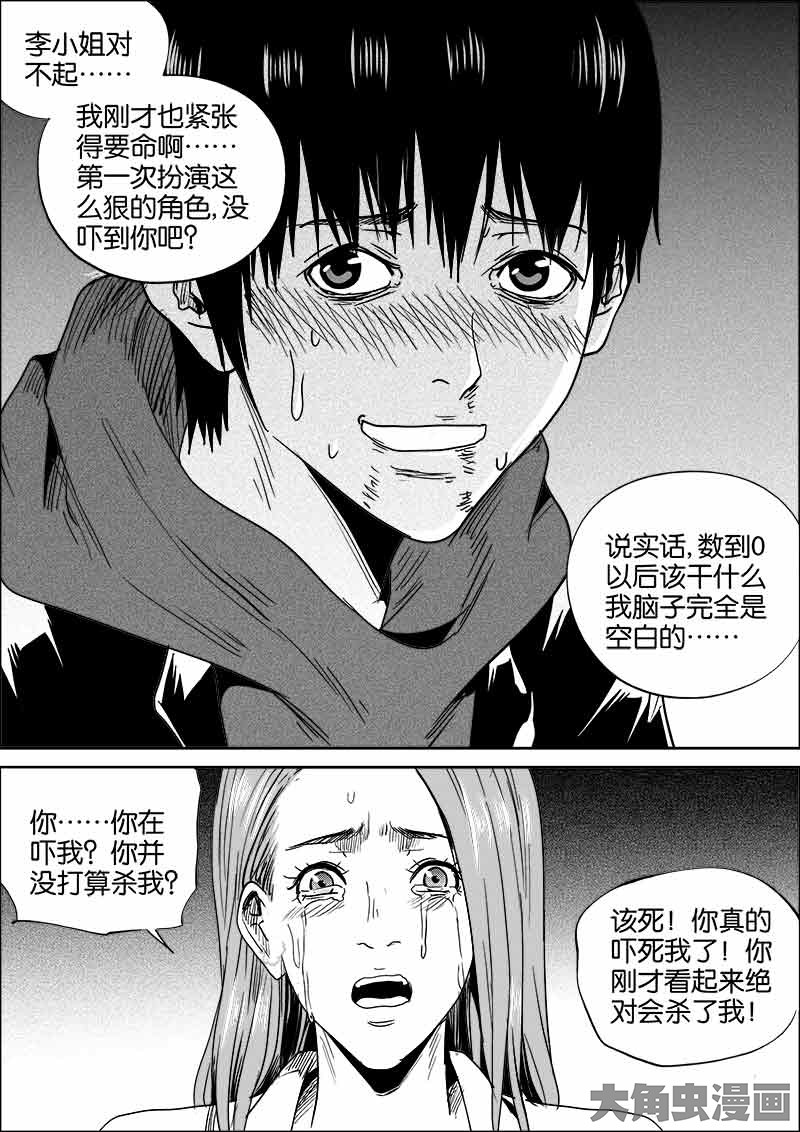 李小姐对
不起……
我刚才也紧张
得要命啊……
第一次扮演这
么狠的角色,没
吓到你吧?
说实话,数到0
以后该干什么
我脑子完全是
空白的……
你……你在
吓我?你并
没打算杀我?
该死!你真的
吓死我了!你
刚才看起来绝
对会杀了我!
大角虫漫画